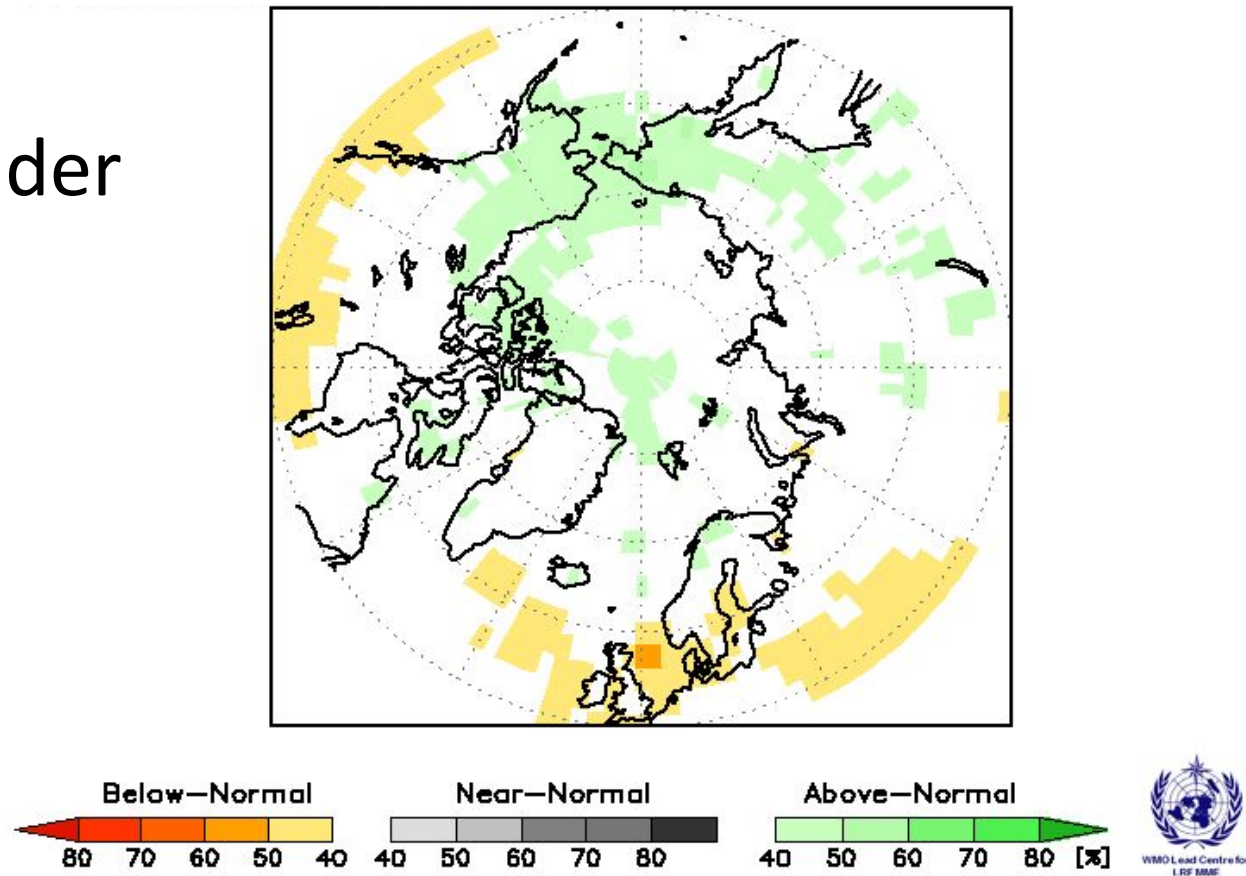 der
Below-Normal
Near-Normal
Above-Normal
80 70 60 50 40
40 50 60 70 80
40 50 60 70 80 [%]
WMO Lead Centre for
LRF MME